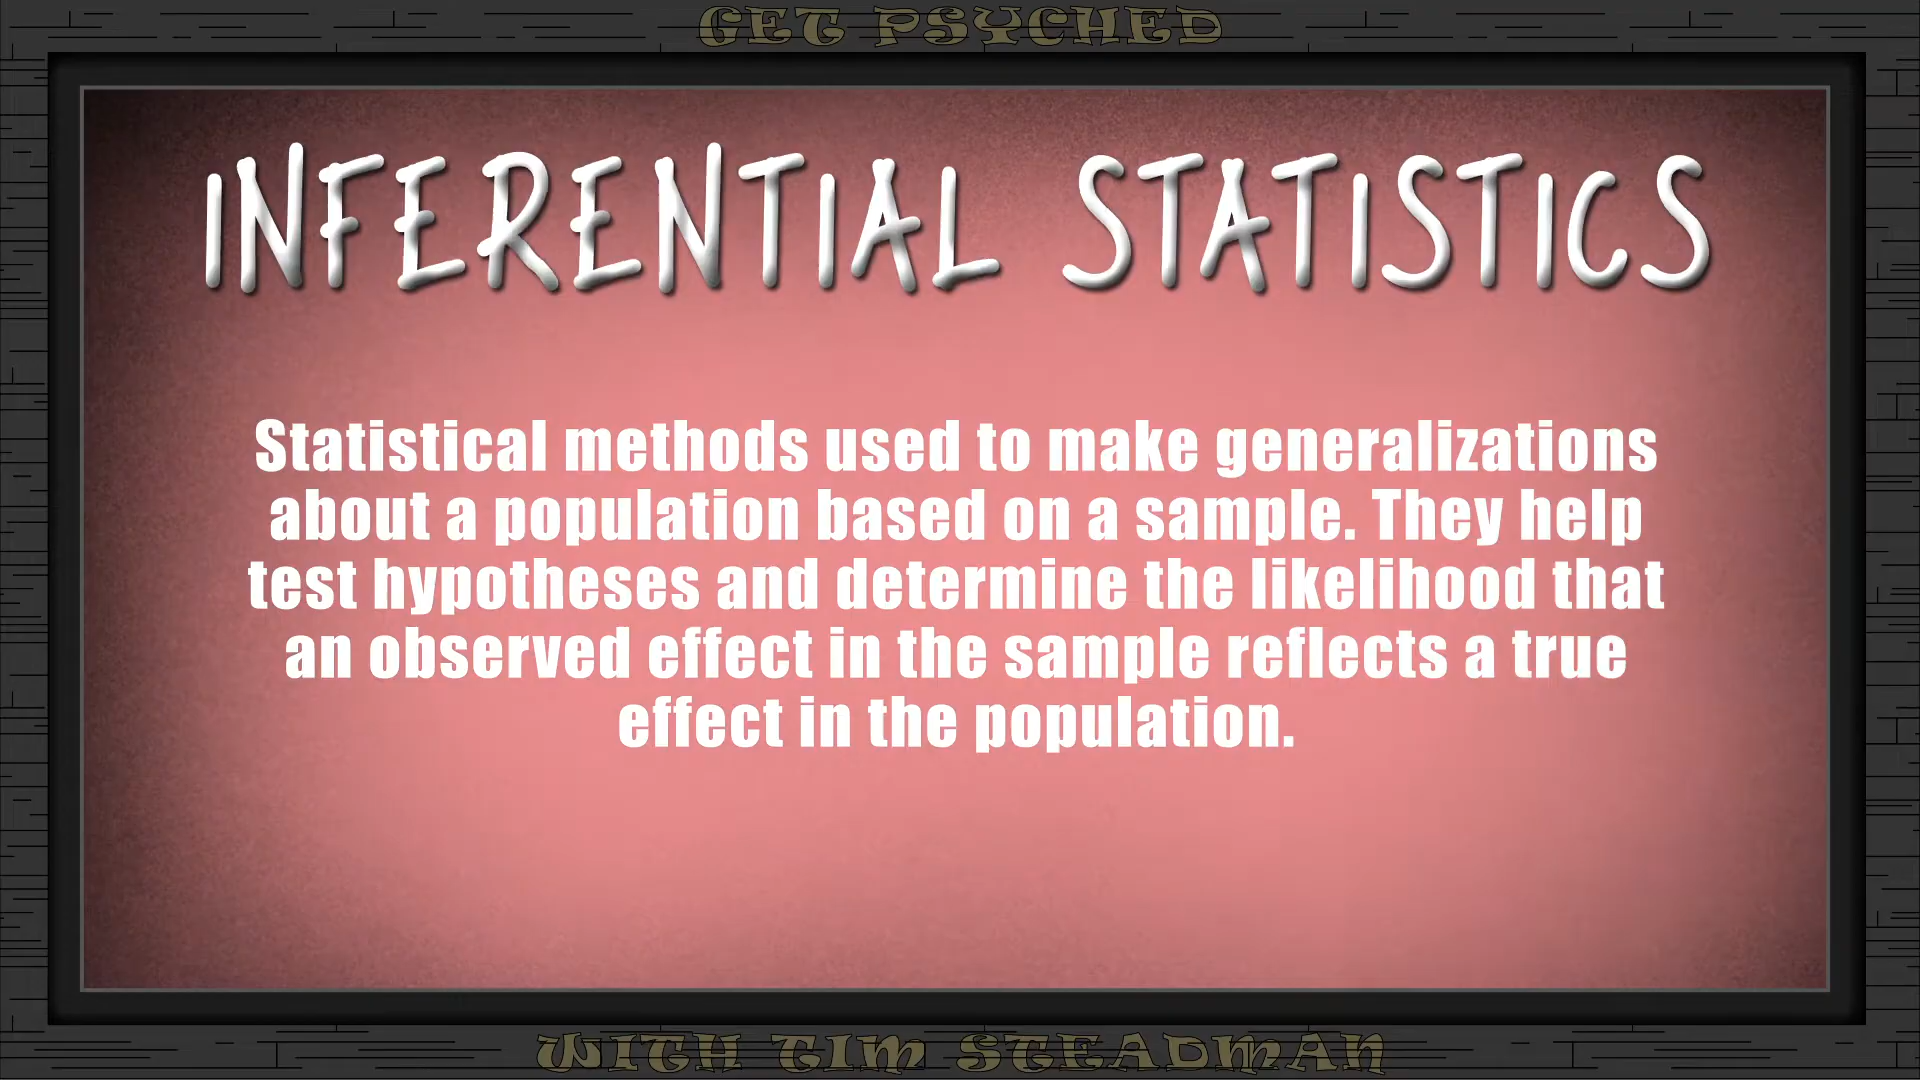 GET PSYCHED
INFERENTIAL STATISTICS
Statistical methods used to make generalizations
about a population based on a sample. They help
test hypotheses and determine the likelihood that
an observed effect in the sample reflects a true
effect in the population.
WITH TIM STEADMAN